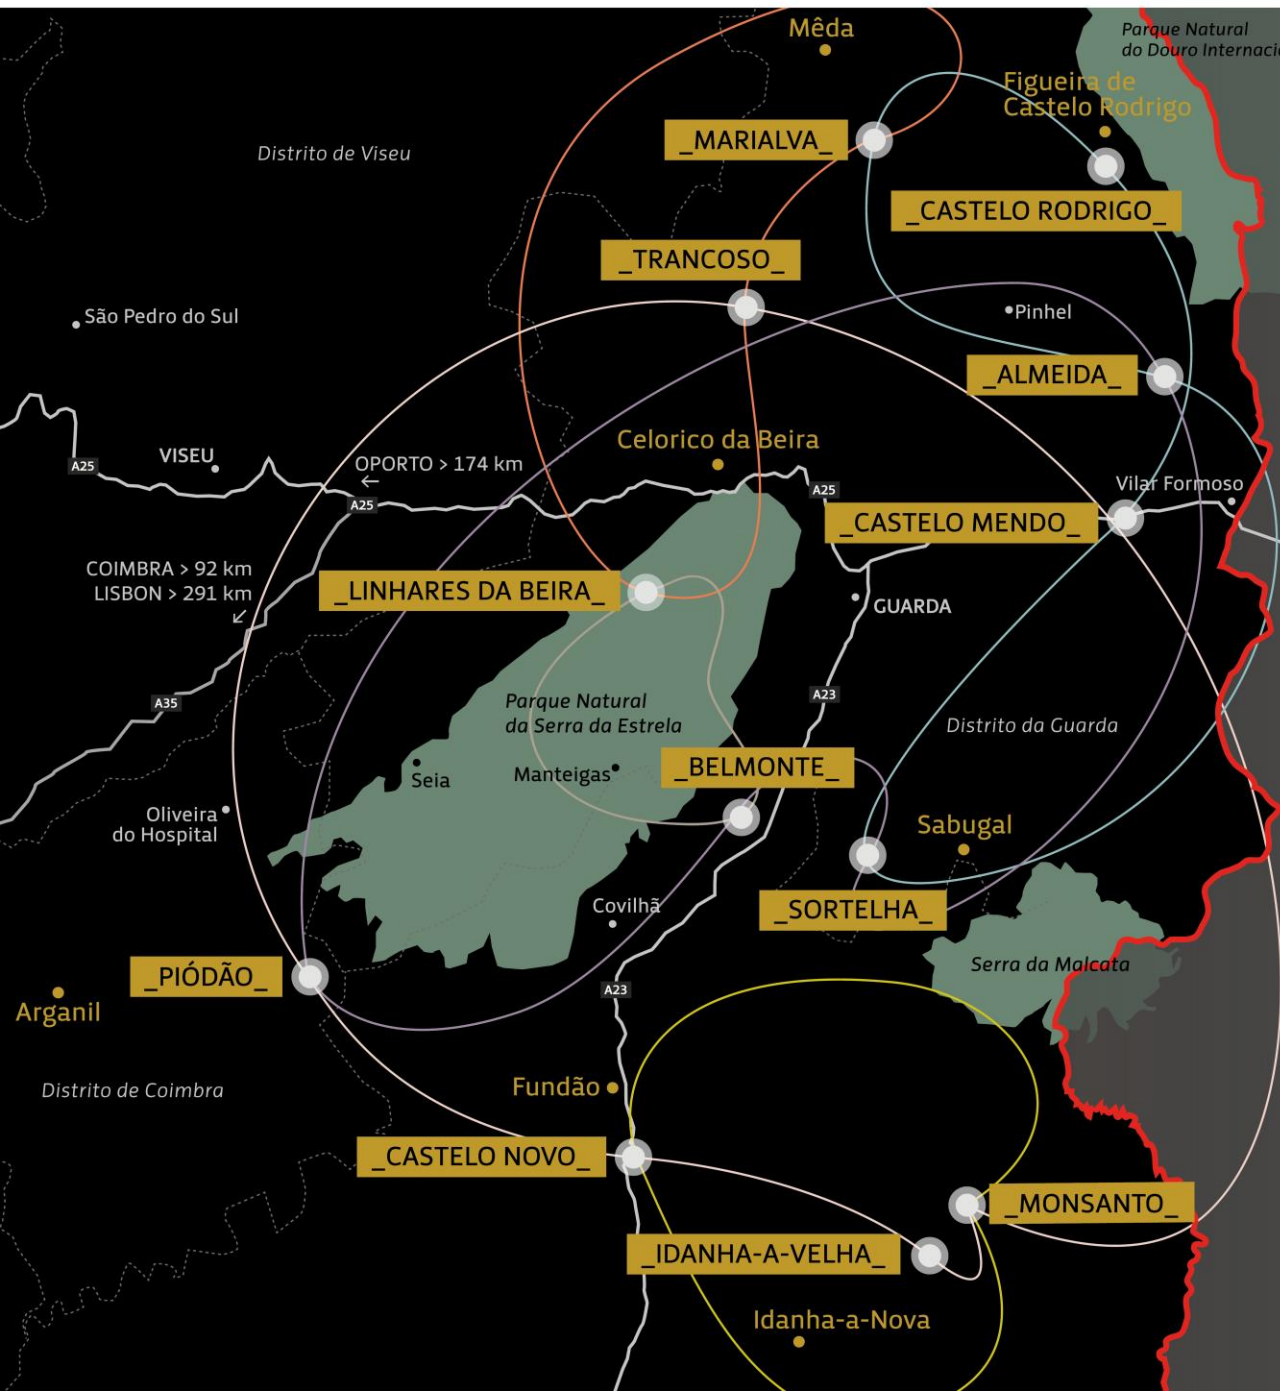 Mêda
Parque Natural
do Douro Internaci
Figueira de
Castelo Rodrigo
_MARIALVA_
Distrito de Viseu
_CASTELO RODRIGO_
_TRANCOSO_
São Pedro do Sul
Pinhel
_ALMEIDA_
Celorico da Beira
VISEU
A25
OPORTO > 174 km
←
A25
A25
Vilar Formoso
_CASTELO MENDO_
COIMBRA > 92 km
LISBON > 291 km
↙
_LINHARES DA BEIRA_
GUARDA
A35
A23
Parque Natural
da Serra da Estrela
Distrito da Guarda
_BELMONTE_
Seia
Manteigas
Oliveira
do Hospital
Sabugal
Covilhã
_SORTELHA_
_PIÓDÃO_
Serra da Malcata
A23
Arganil
Distrito de Coimbra
Fundão
_CASTELO NOVO_
_MONSANTO_
_IDANHA-A-VELHA_
Idanha-a-Nova